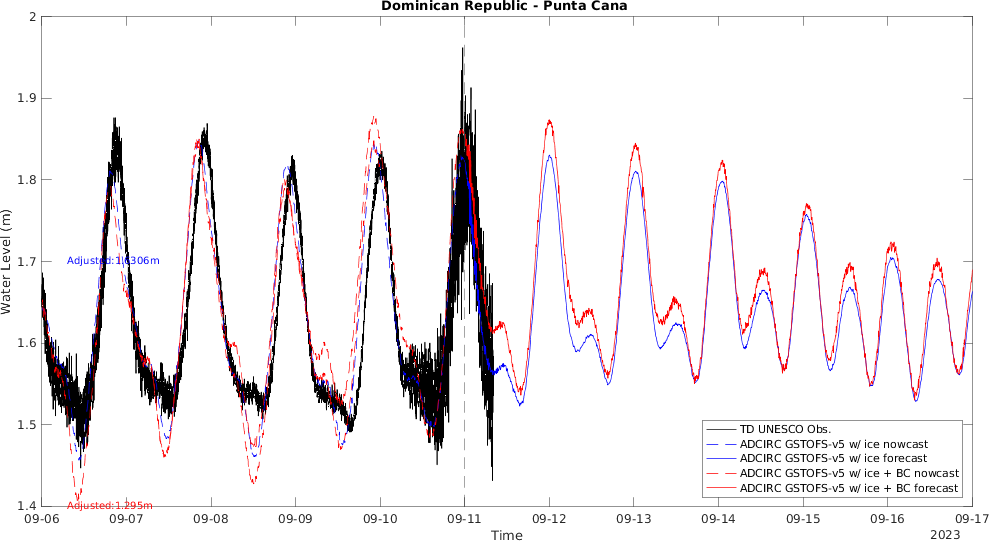 Dominican Republic - Punta Cana
2
1.9
1.8
1.7
1.6
1.5
1.4
Water Level (m)
Adjusted:1.6306m
Adjusted:1.295m
TD UNESCO Obs.
ADCIRC GSTOFS-v5 w/ ice nowcast
ADCIRC GSTOFS-v5 w/ ice forecast
ADCIRC GSTOFS-v5 w/ ice + BC nowcast
ADCIRC GSTOFS-v5 w/ ice + BC forecast
09-06 09-07 09-08 09-09 09-10 09-11 09-12 09-13 09-14 09-15 09-16 09-17
Time
2023